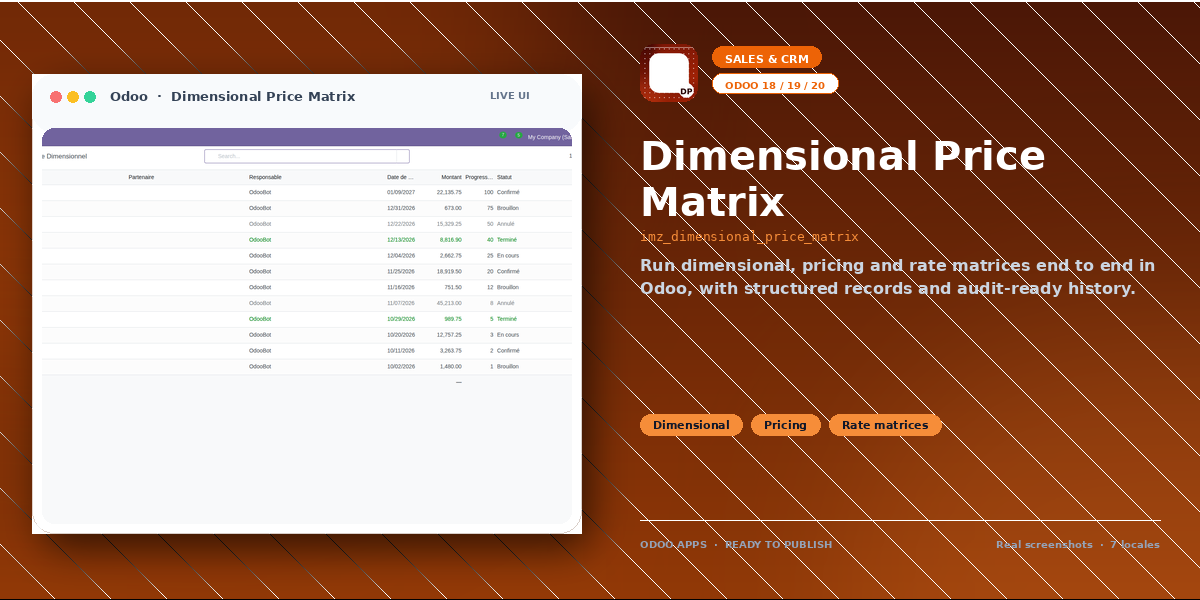 Odoo · Dimensional Price Matrix
LIVE UI
My Company (Sa
e Dimensionnel
Search...
1
Partenaire Responsable Date de ... Montant Progress... Statut
OdooBot 01/09/2027 22,135.75 100 Confirmé
OdooBot 12/31/2026 673.00 75 Brouillon
OdooBot 12/22/2026 15,329.25 50 Annulé
OdooBot 12/13/2026 8,816.90 40 Terminé
OdooBot 12/04/2026 2,662.75 25 En cours
OdooBot 11/25/2026 18,919.50 20 Confirmé
OdooBot 11/16/2026 751.50 12 Brouillon
OdooBot 11/07/2026 45,213.00 8 Annulé
OdooBot 10/29/2026 989.75 5 Terminé
OdooBot 10/20/2026 12,757.25 3 En cours
OdooBot 10/11/2026 3,263.75 2 Confirmé
OdooBot 10/02/2026 1,480.00 1 Brouillon
—
DP
SALES & CRM
ODOO 18 / 19 / 20
Dimensional Price
Matrix
imz_dimensional_price_matrix
Run dimensional, pricing and rate matrices end to end in
Odoo, with structured records and audit-ready history.
Dimensional
Pricing
Rate matrices
ODOO APPS · READY TO PUBLISH
Real screenshots · 7 locales